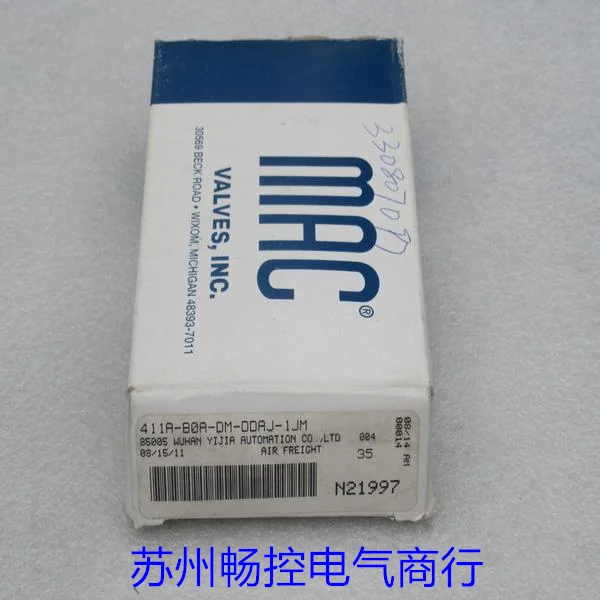 33080701
mAC®
VALVES, INC.
30569 BECK ROAD • WIXOM, MICHIGAN 48393-7011
411A-B0A-DM-DDAJ-1JM
85005 WUHAN YIJIA AUTOMATION CO.,LTD 004
08/15/11 AIR FREIGHT 35
08/14 AM
00014
N21997
苏州畅控电气商行